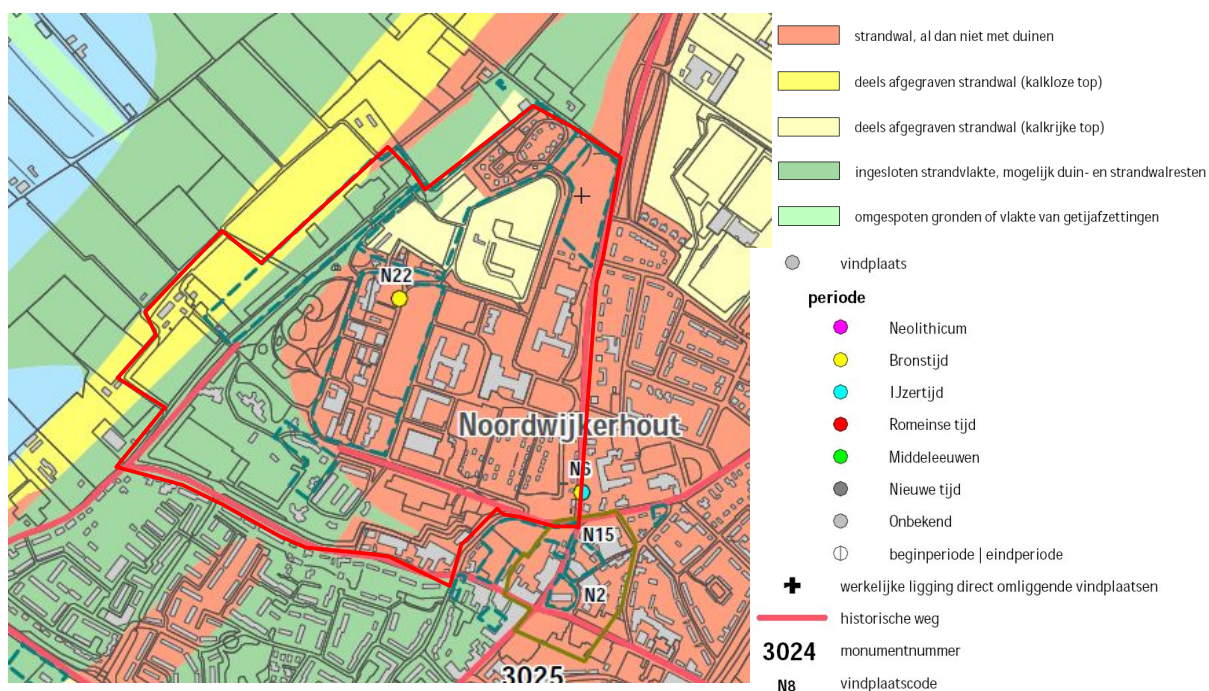 N22
Noordwijkerhout
N6
N15
N2
3025
strandwal, al dan niet met duinen
deels afgegraven strandwal (kalkloze top)
deels afgegraven strandwal (kalkrijke top)
ingesloten strandvlakte, mogelijk duin- en strandwalresten
omgespoten gronden of vlakte van getijafzettingen
vindplaats
periode
Neolithicum
Bronstijd
IJzertijd
Romeinse tijd
Middeleeuwen
Nieuwe tijd
Onbekend
beginperiode | eindperiode
werkelijke ligging direct omliggende vindplaatsen
historische weg
3024 monumentnummer
N8 vindplaatscode